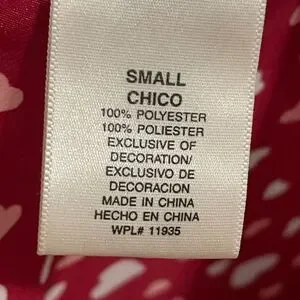 SMALL
CHICO
100% POLYESTER
100% POLIESTER
EXCLUSIVE OF
DECORATION/
EXCLUSIVO DE
DECORACION
MADE IN CHINA
HECHO EN CHINA
WPL# 11935